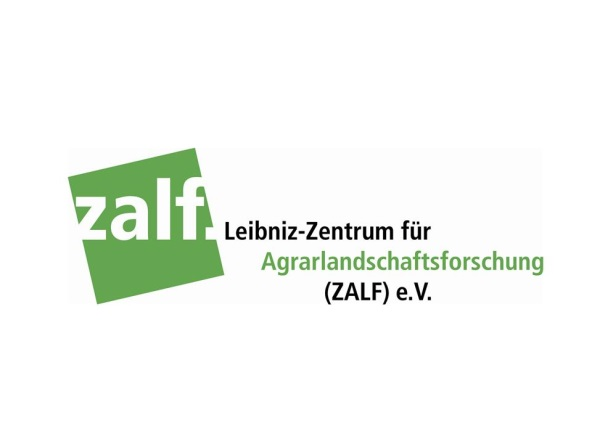 zalf.
Leibniz-Zentrum für
Agrarlandschaftsforschung
(ZALF) e.V.